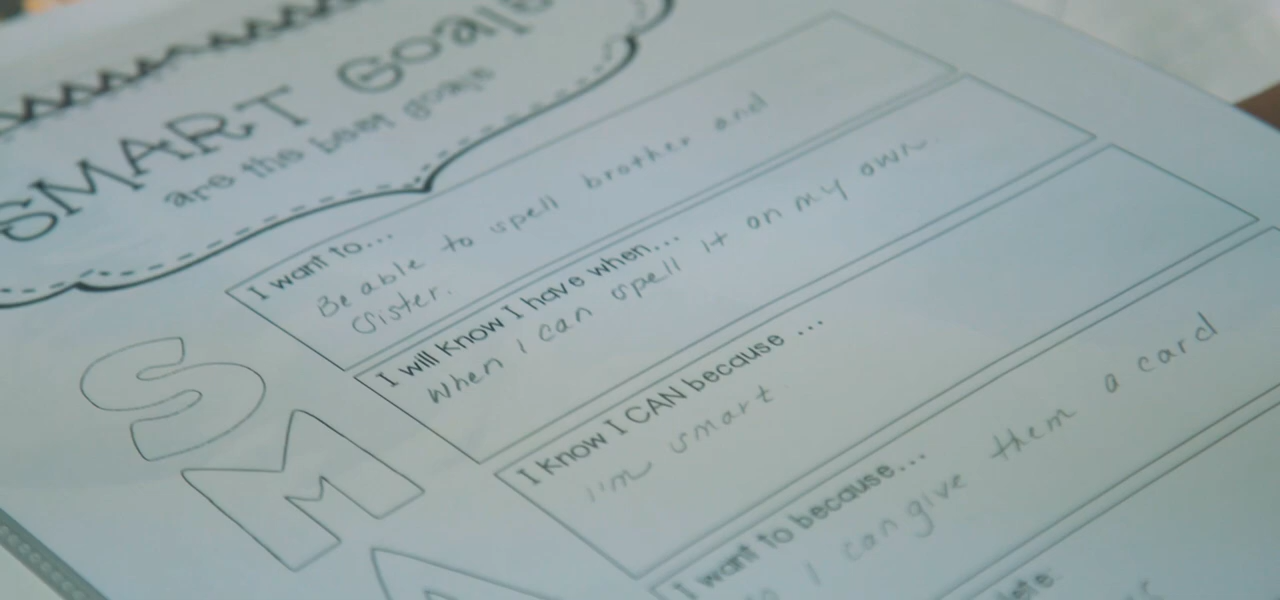 SMART Goals
are the best goals
I want to...
Be able to spell brother and
sister.
I will know I have when...
When I can spell it on my own.
S
I know I CAN because ...
I'm smart
M
I want to because...
I can give them a card
A